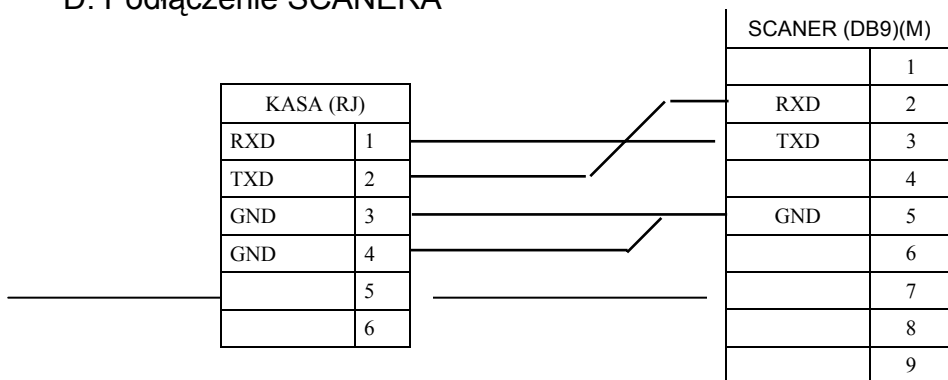 D. Podłączenie SCANERA
SCANER (DB9)(M)
1
KASA (RJ)
RXD 2
RXD 1
TXD 3
TXD 2
4
GND 3
GND 5
GND 4
6
5
7
6
8
9